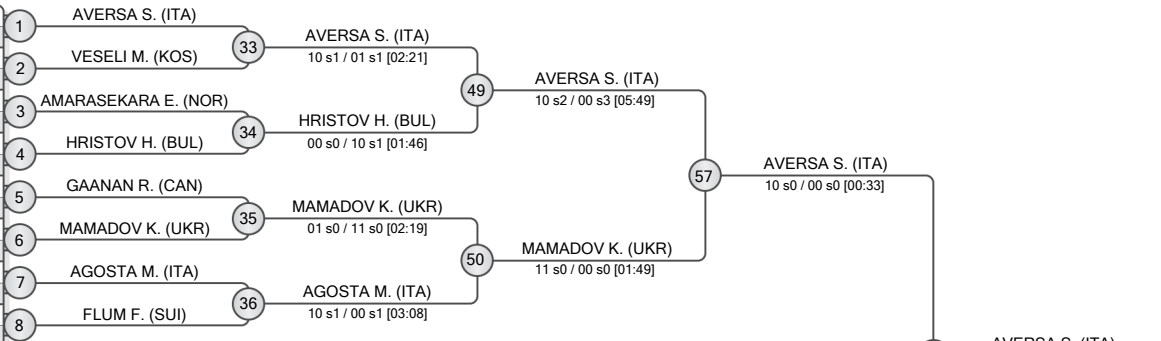 1
AVERSA S. (ITA)
2
VESELI M. (KOS)
33
AVERSA S. (ITA)
10 s1 / 01 s1 [02:21]
3
AMARASEKARA E. (NOR)
4
HRISTOV H. (BUL)
34
HRISTOV H. (BUL)
00 s0 / 10 s1 [01:46]
49
AVERSA S. (ITA)
10 s2 / 00 s3 [05:49]
5
GAANAN R. (CAN)
6
MAMADOV K. (UKR)
35
MAMADOV K. (UKR)
01 s0 / 11 s0 [02:19]
7
AGOSTA M. (ITA)
8
FLUM F. (SUI)
36
AGOSTA M. (ITA)
10 s1 / 00 s1 [03:08]
50
MAMADOV K. (UKR)
11 s0 / 00 s0 [01:49]
57
AVERSA S. (ITA)
10 s0 / 00 s0 [00:33]
AVERSA S. (ITA)